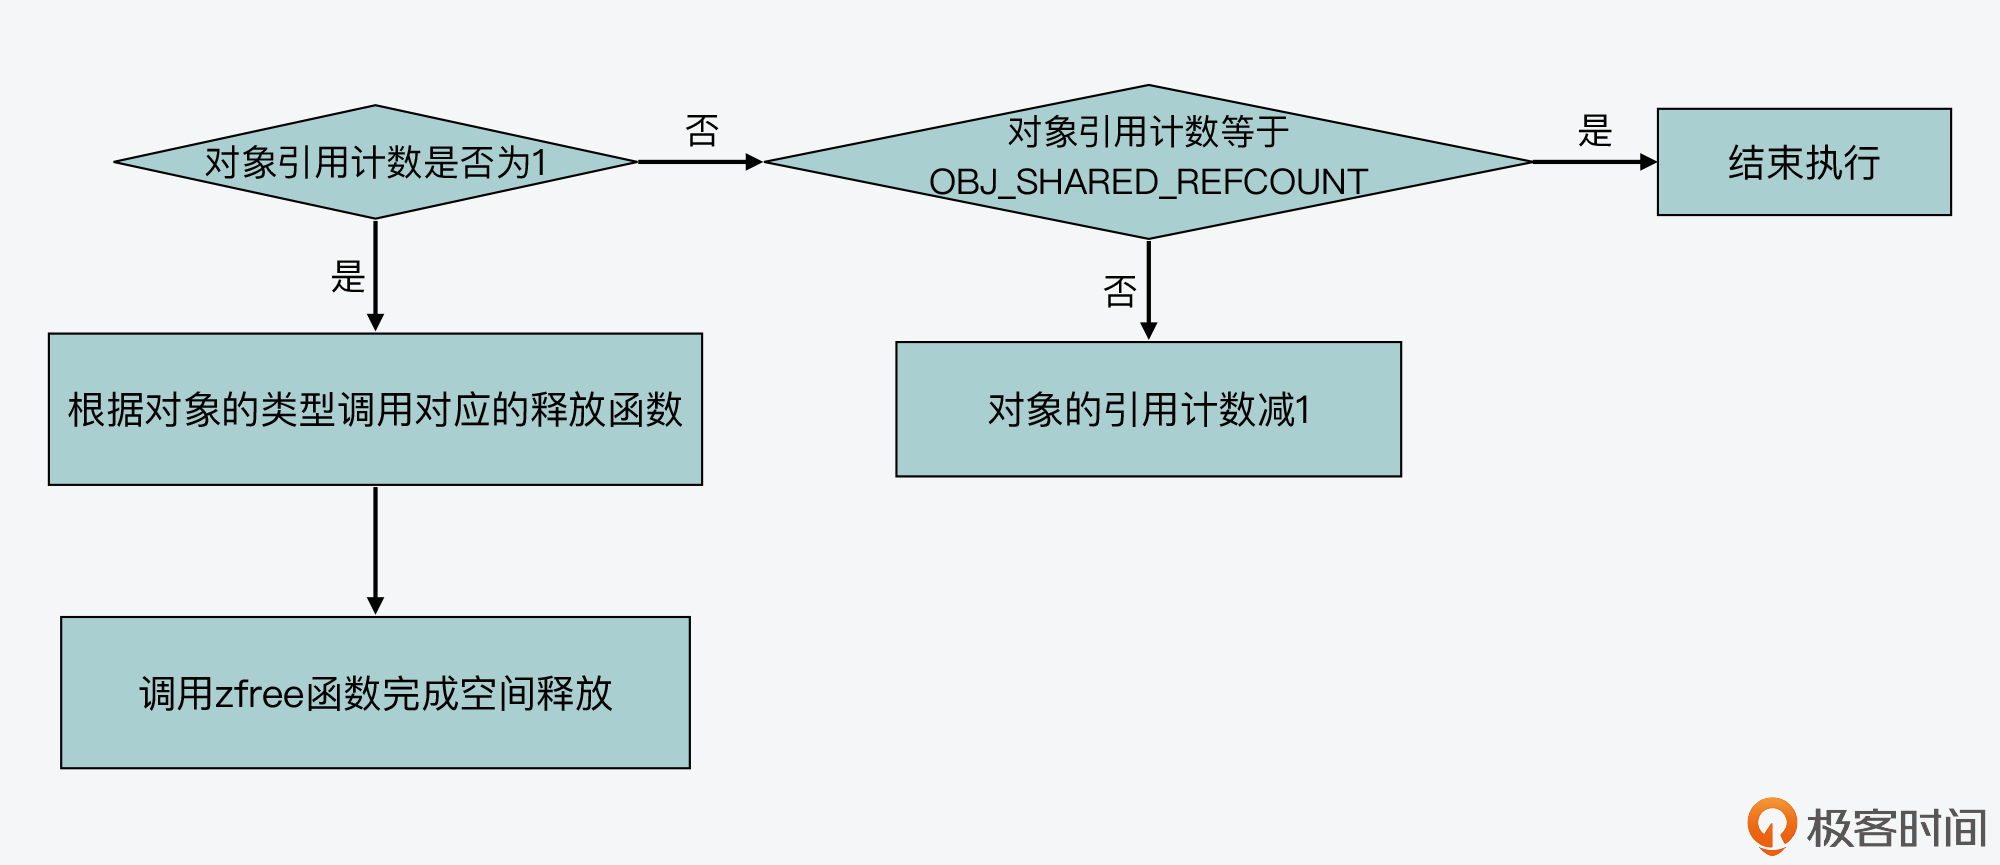 对象引用计数是否为1
否
对象引用计数等于
OBJ_SHARED_REFCOUNT
是
结束执行
是
否
根据对象的类型调用对应的释放函数
对象的引用计数减1
调用zfree函数完成空间释放
极客时间